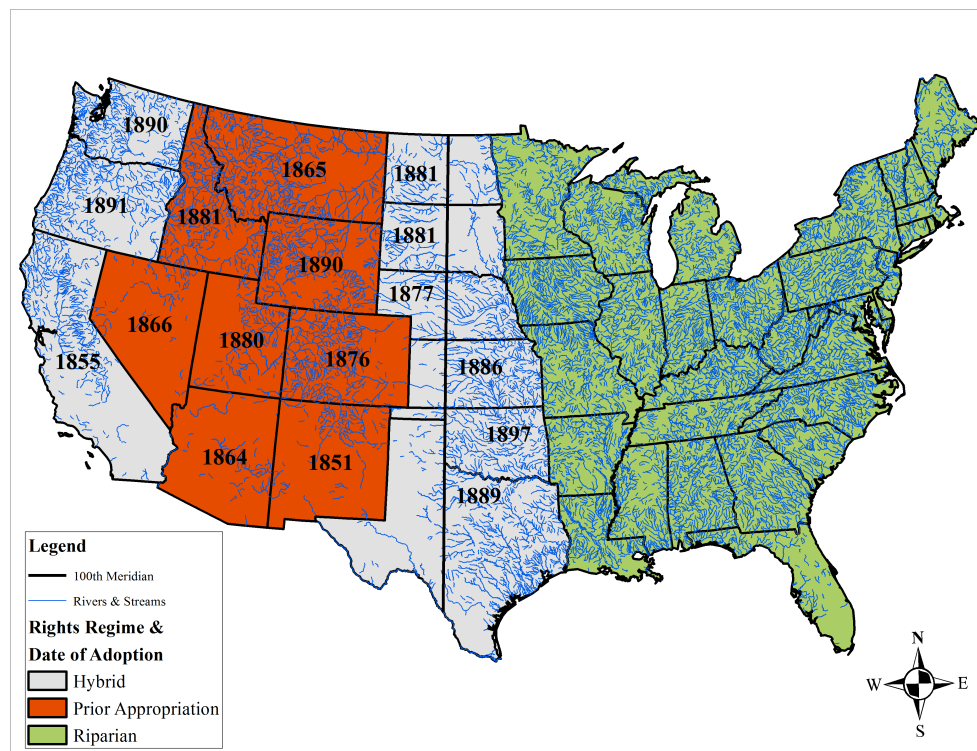 1890
1865
1881
1891
1881
1881
1890
1877
1866
1880
1876
1855
1886
1864
1851
1897
1889
Legend
100th Meridian
Rivers & Streams
Rights Regime &
Date of Adoption
Hybrid
Prior Appropriation
Riparian
N
W E
S